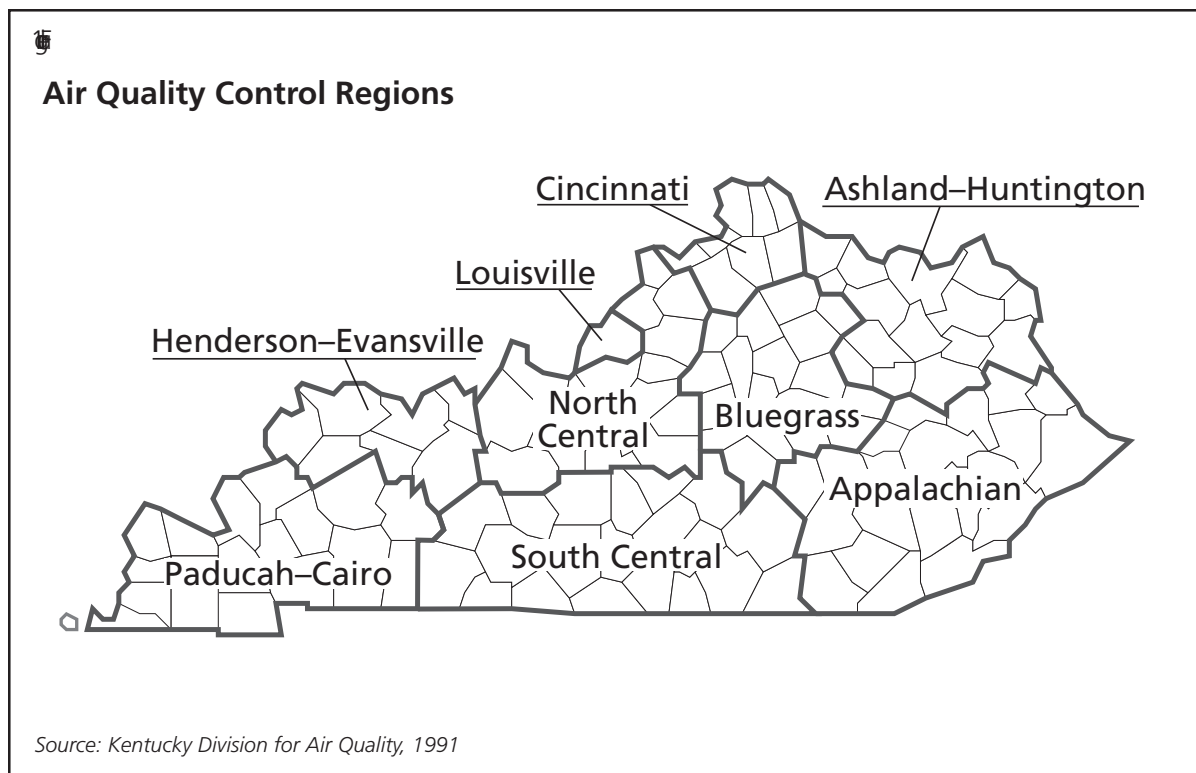 Air Quality Control Regions
Cincinnati
Ashland–Huntington
Louisville
Henderson–Evansville
North
Central
Bluegrass
Appalachian
South Central
Paducah–Cairo
Source: Kentucky Division for Air Quality, 1991